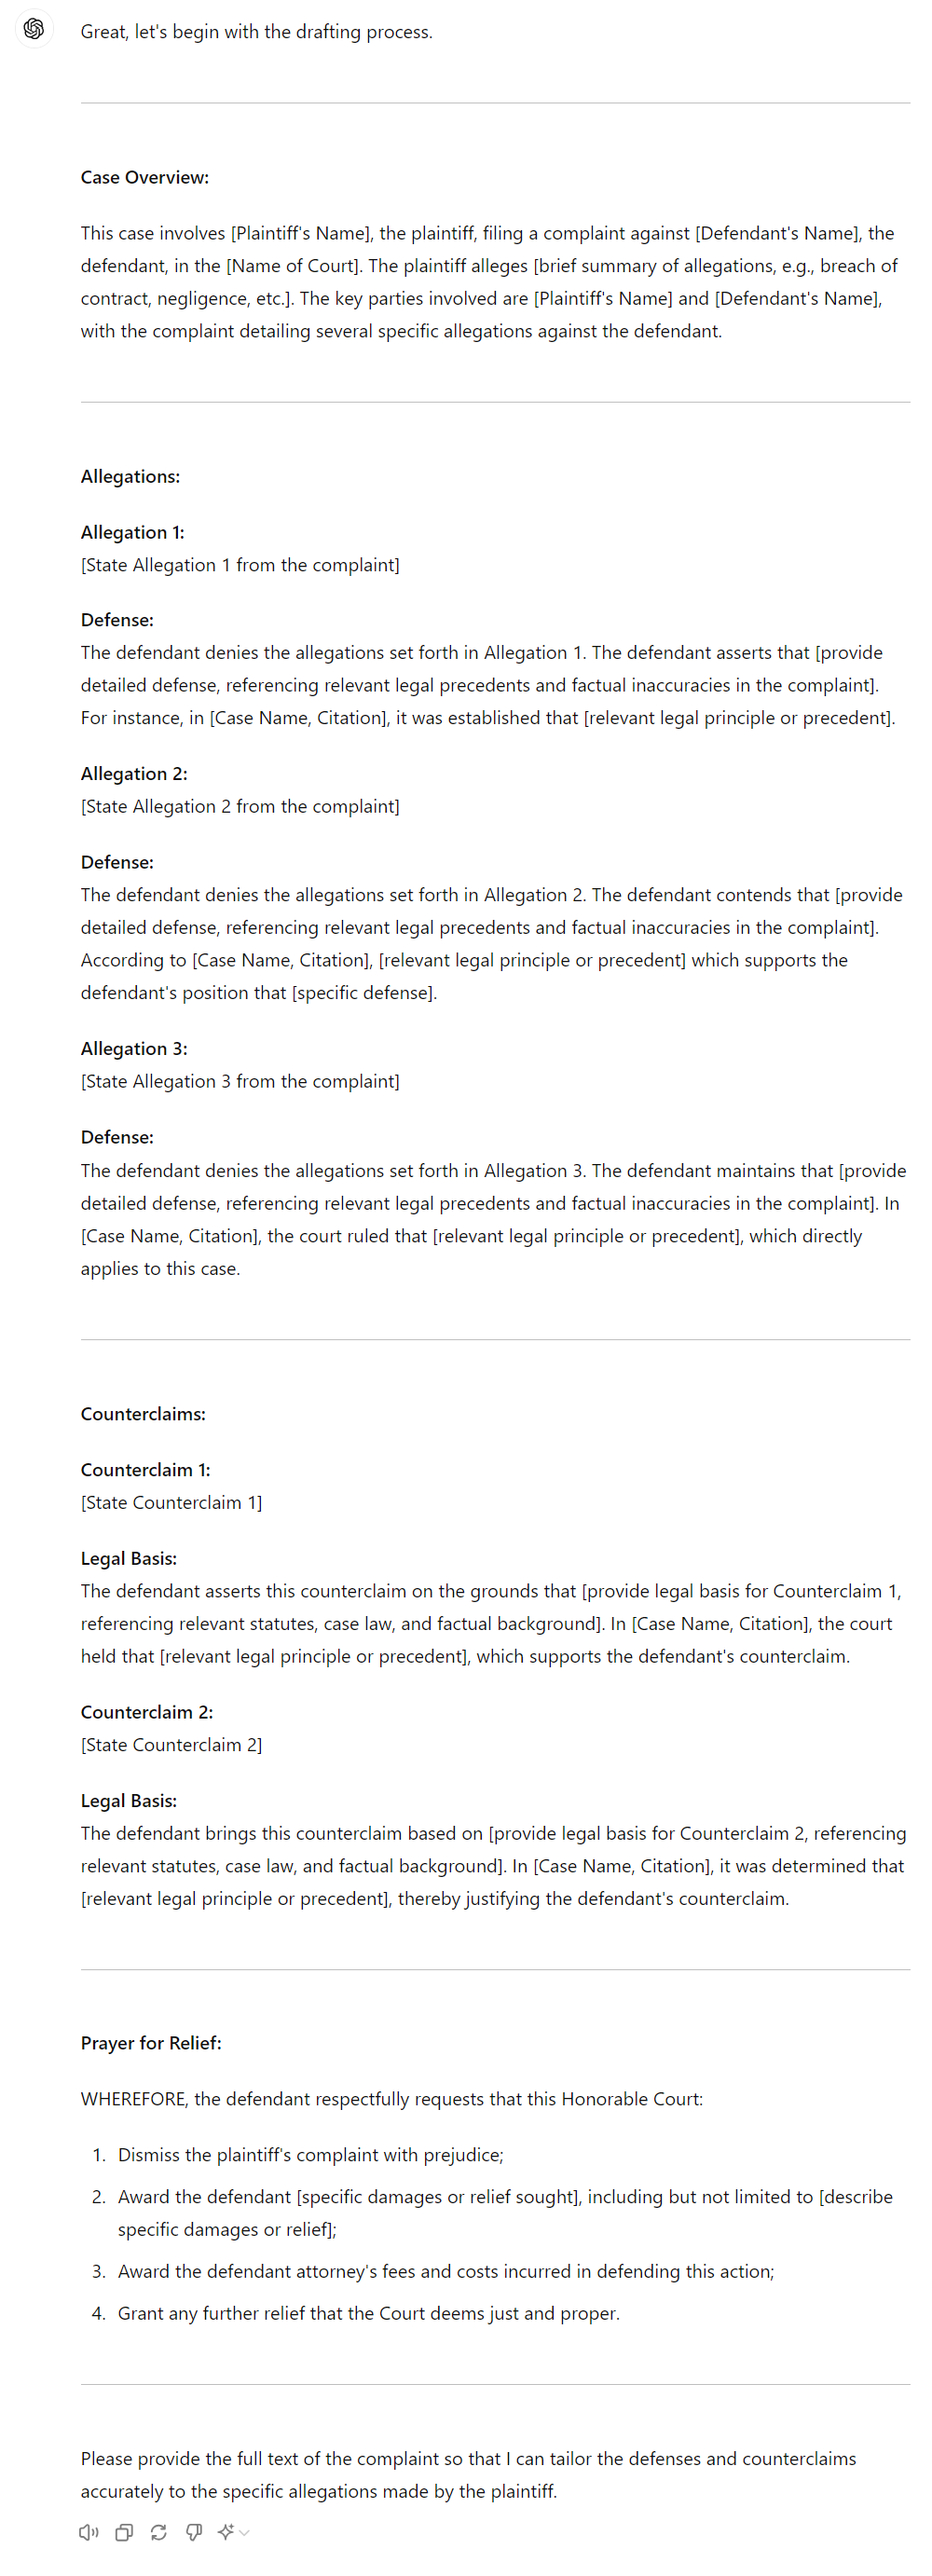 Great, let's begin with the drafting process.
Case Overview:
This case involves [Plaintiff's Name], the plaintiff, filing a complaint against [Defendant's Name], the
defendant, in the [Name of Court]. The plaintiff alleges [brief summary of allegations, e.g., breach of
contract, negligence, etc.]. The key parties involved are [Plaintiff's Name] and [Defendant's Name],
with the complaint detailing several specific allegations against the defendant.
Allegations:
Allegation 1:
[State Allegation 1 from the complaint]
Defense:
The defendant denies the allegations set forth in Allegation 1. The defendant asserts that [provide
detailed defense, referencing relevant legal precedents and factual inaccuracies in the complaint].
For instance, in [Case Name, Citation], it was established that [relevant legal principle or precedent].
Allegation 2:
[State Allegation 2 from the complaint]
Defense:
The defendant denies the allegations set forth in Allegation 2. The defendant contends that [provide
detailed defense, referencing relevant legal precedents and factual inaccuracies in the complaint].
According to [Case Name, Citation], [relevant legal principle or precedent] which supports the
defendant's position that [specific defense].
Allegation 3:
[State Allegation 3 from the complaint]
Defense:
The defendant denies the allegations set forth in Allegation 3. The defendant maintains that [provide
detailed defense, referencing relevant legal precedents and factual inaccuracies in the complaint]. In
[Case Name, Citation], the court ruled that [relevant legal principle or precedent], which directly
applies to this case.
Counterclaims:
Counterclaim 1:
[State Counterclaim 1]
Legal Basis:
The defendant asserts this counterclaim on the grounds that [provide legal basis for Counterclaim 1,
referencing relevant statutes, case law, and factual background]. In [Case Name, Citation], the court
held that [relevant legal principle or precedent], which supports the defendant's counterclaim.
Counterclaim 2:
[State Counterclaim 2]
Legal Basis:
The defendant brings this counterclaim based on [provide legal basis for Counterclaim 2, referencing
relevant statutes, case law, and factual background]. In [Case Name, Citation], it was determined that
[relevant legal principle or precedent], thereby justifying the defendant's counterclaim.
Prayer for Relief:
WHEREFORE, the defendant respectfully requests that this Honorable Court:
1. Dismiss the plaintiff's complaint with prejudice;
2. Award the defendant [specific damages or relief sought], including but not limited to [describe
specific damages or relief];
3. Award the defendant attorney's fees and costs incurred in defending this action;
4. Grant any further relief that the Court deems just and proper.
Please provide the full text of the complaint so that I can tailor the defenses and counterclaims
accurately to the specific allegations made by the plaintiff.